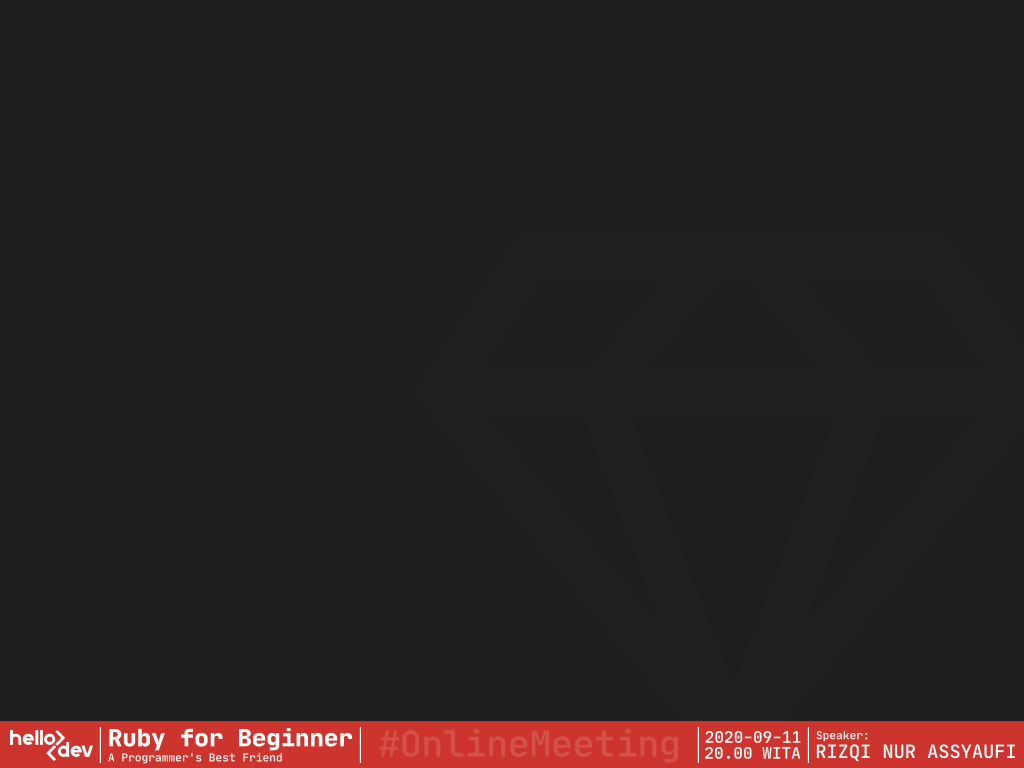 hello>
<dev
Ruby for Beginner
A Programmer's Best Friend
#OnlineMeeting
2020-09-11
20.00 WITA
Speaker:
RIZQI NUR ASSYAUFI